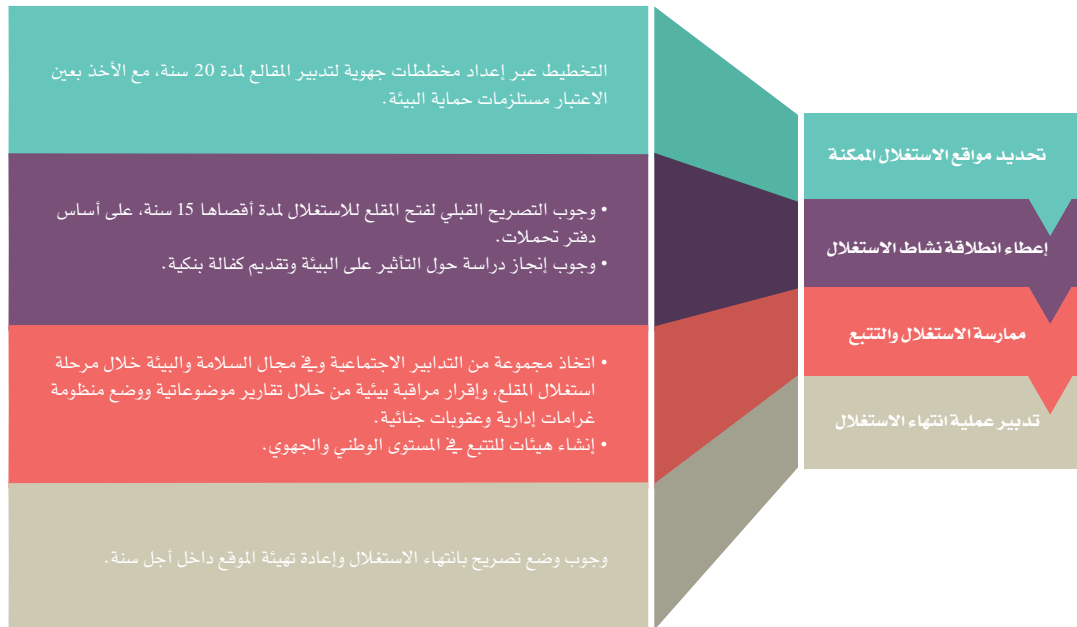 تحديد مواقع الاستغلال الممكنة
التخطيط عبر إعداد مخططات جهوية لتدبير المقالع لمدة 20 سنة، مع الأخذ بعين
الاعتبار مستلزمات حماية البيئة.
إعطاء انطلاقة نشاط الاستغلال
• وجوب التصريح القبلي لفتح المقلع للاستغلال لمدة أقصاها 15 سنة، على أساس
دفتر تحملات.
• وجوب إنجاز دراسة حول التأثير على البيئة وتقديم كفالة بنكية.
ممارسة الاستغلال والتتبع
• اتخاذ مجموعة من التدابير الاجتماعية وفي مجال السلامة والبيئة خلال مرحلة
استغلال المقلع، وإقرار مراقبة بيئية من خلال تقارير موضوعاتية ووضع منظومة
غرامات إدارية وعقوبات جنائية.
• إنشاء هيئات للتتبع في المستوى الوطني والجهوي.
تدبير عملية انتهاء الاستغلال
وجوب وضع تصريح بانتهاء الاستغلال وإعادة تهيئة الموقع داخل أجل سنة.